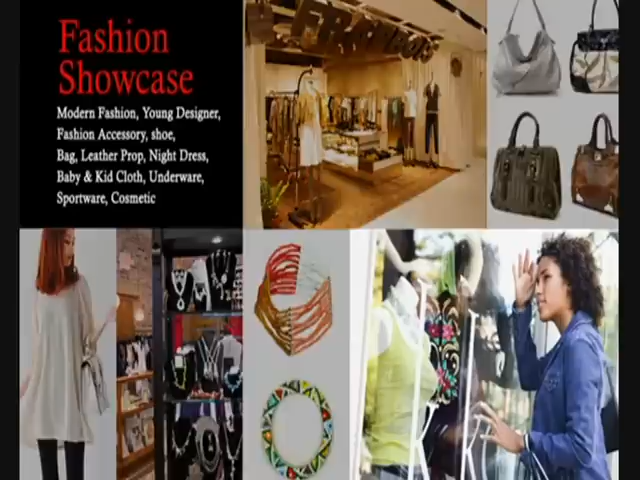 Fashion
Showcase
Modern Fashion, Young Designer,
Fashion Accessory, shoe,
Bag, Leather Prop, Night Dress,
Baby & Kid Cloth, Underware,
Sportware, Cosmetic